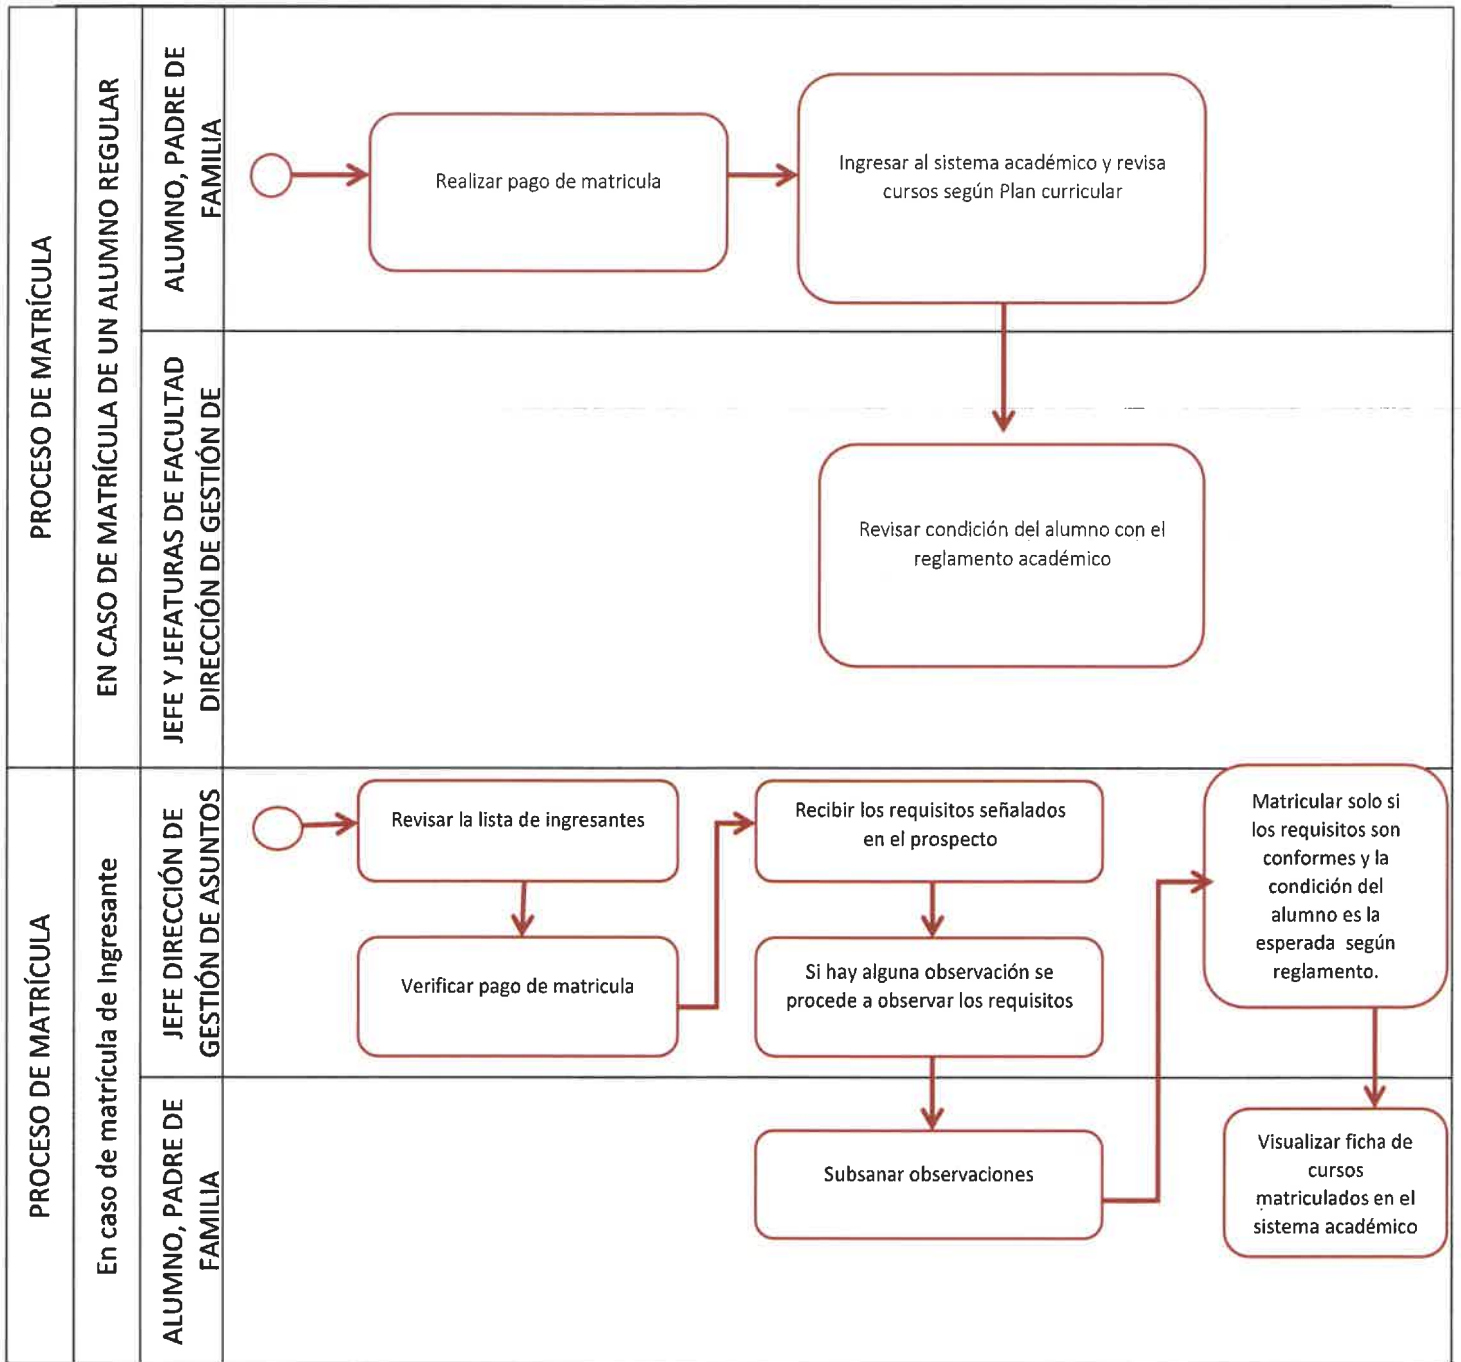 PROCESO DE MATRÍCULA
EN CASO DE MATRÍCULA DE UN ALUMNO REGULAR
ALUMNO, PADRE DE
FAMILIA
Realizar pago de matricula
Ingresar al sistema académico y revisa
cursos según Plan curricular
JEFE Y JEFATURAS DE FACULTAD
DIRECCIÓN DE GESTIÓN DE
Revisar condición del alumno con el
reglamento académico
PROCESO DE MATRÍCULA
En caso de matrícula de Ingresante
JEFE DIRECCIÓN DE
GESTIÓN DE ASUNTOS
Revisar la lista de ingresantes
Verificar pago de matricula
Recibir los requisitos señalados
en el prospecto
Si hay alguna observación se
procede a observar los requisitos
Matricular solo si
los requisitos son
conformes y la
condición del
alumno es la
esperada según
reglamento.
ALUMNO, PADRE DE
FAMILIA
Subsanar observaciones
Visualizar ficha de
cursos
matriculados en el
sistema académico